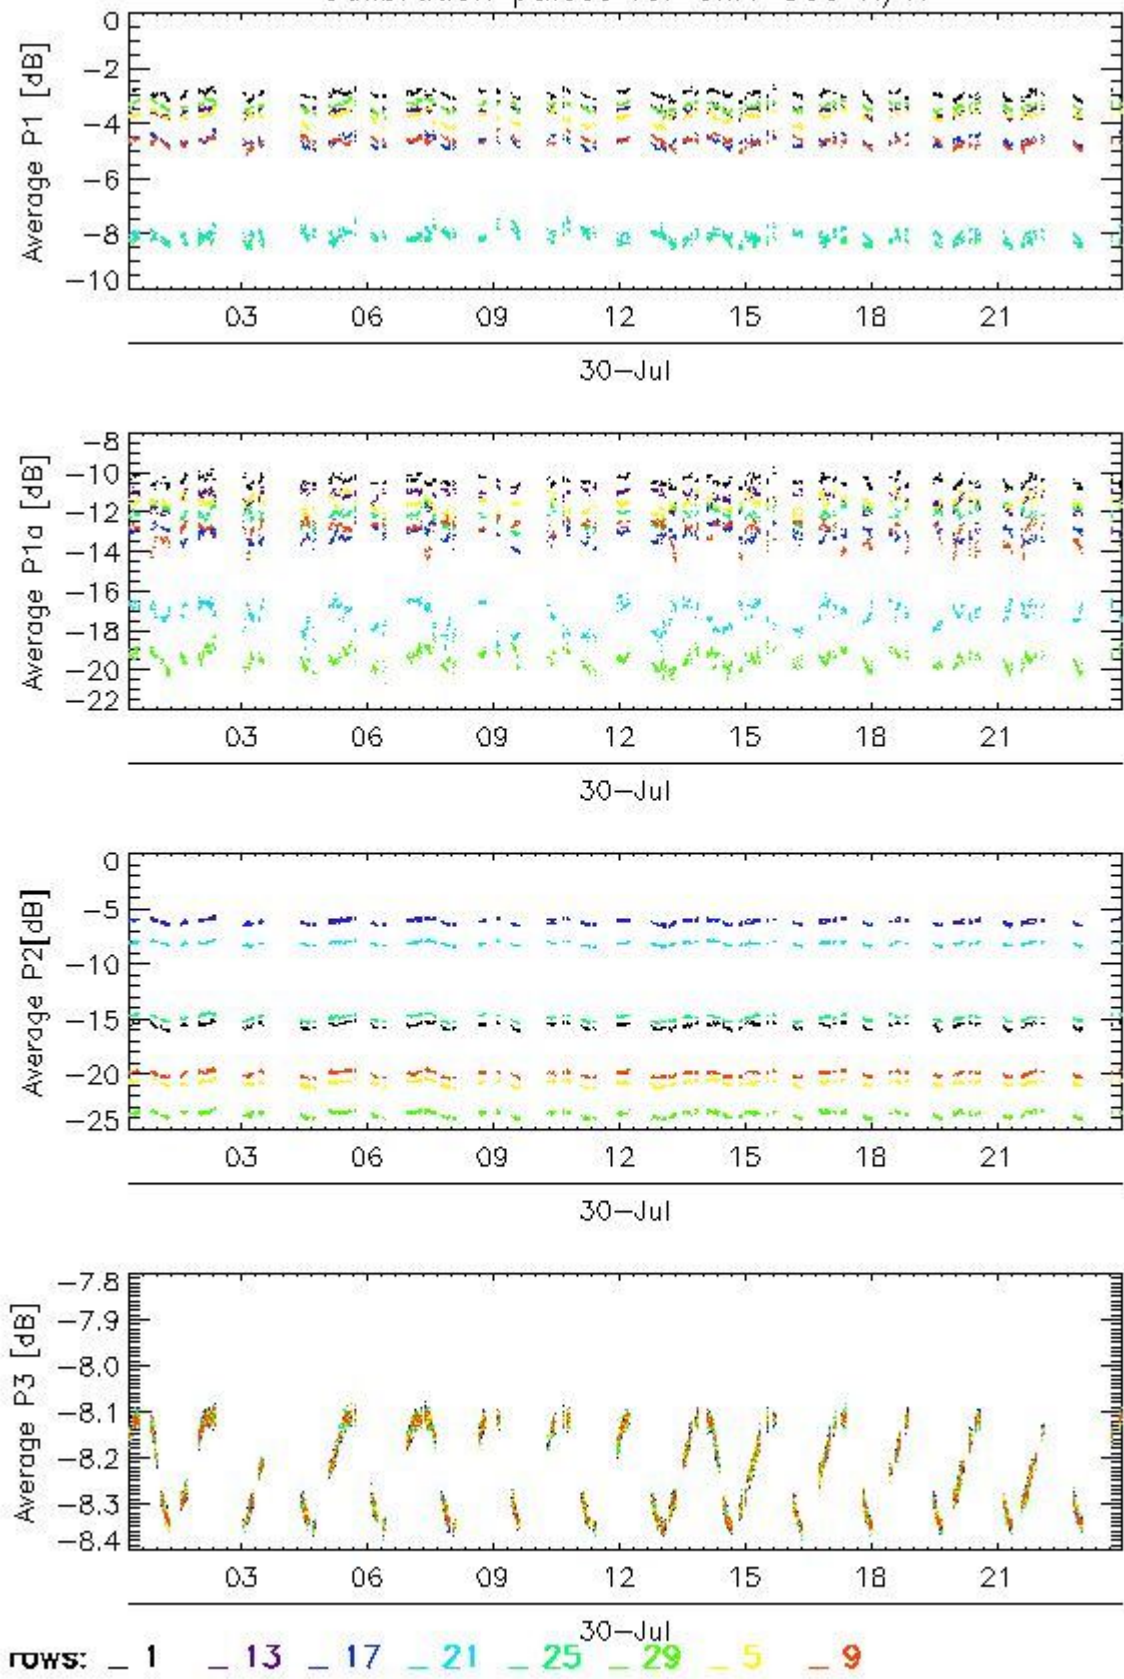 Average P1 [dB]
0
−2
−4
−6
−8
−10
03 06 09 12 15 18 21
30−Jul
Average P1a [dB]
−8
−10
−12
−14
−16
−18
−20
−22
03 06 09 12 15 18 21
30−Jul
Average P2[dB]
0
−5
−10
−15
−20
−25
03 06 09 12 15 18 21
30−Jul
Average P3 [dB]
−7.8
−7.9
−8.0
−8.1
−8.2
−8.3
−8.4
03 06 09 12 15 18 21
30−Jul
rows: _ 1 _ 13 _ 17 _ 21 _ 25 _ 29 _ 5 _ 9